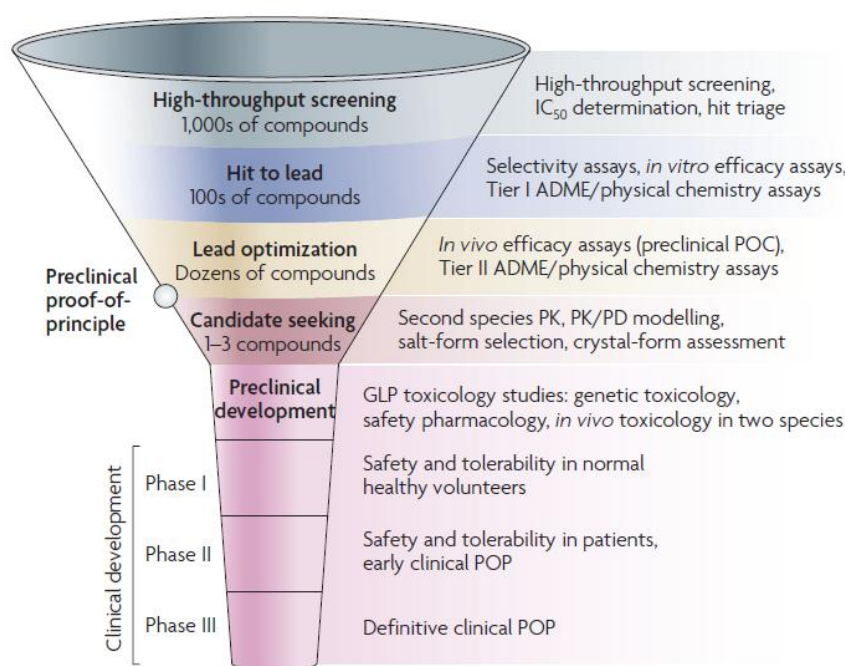 High-throughput screening
1,000s of compounds
High-throughput screening,
IC50 determination, hit triage
Hit to lead
100s of compounds
Selectivity assays, in vitro efficacy assays,
Tier I ADME/physical chemistry assays
Lead optimization
Dozens of compounds
In vivo efficacy assays (preclinical POC),
Tier II ADME/physical chemistry assays
Preclinical
proof-of-
principle
Candidate seeking
1–3 compounds
Second species PK, PK/PD modelling,
salt-form selection, crystal-form assessment
Preclinical
development
GLP toxicology studies: genetic toxicology,
safety pharmacology, in vivo toxicology in two species
Clinical development
Phase I
Safety and tolerability in normal
healthy volunteers
Phase II
Safety and tolerability in patients,
early clinical POP
Phase III
Definitive clinical POP